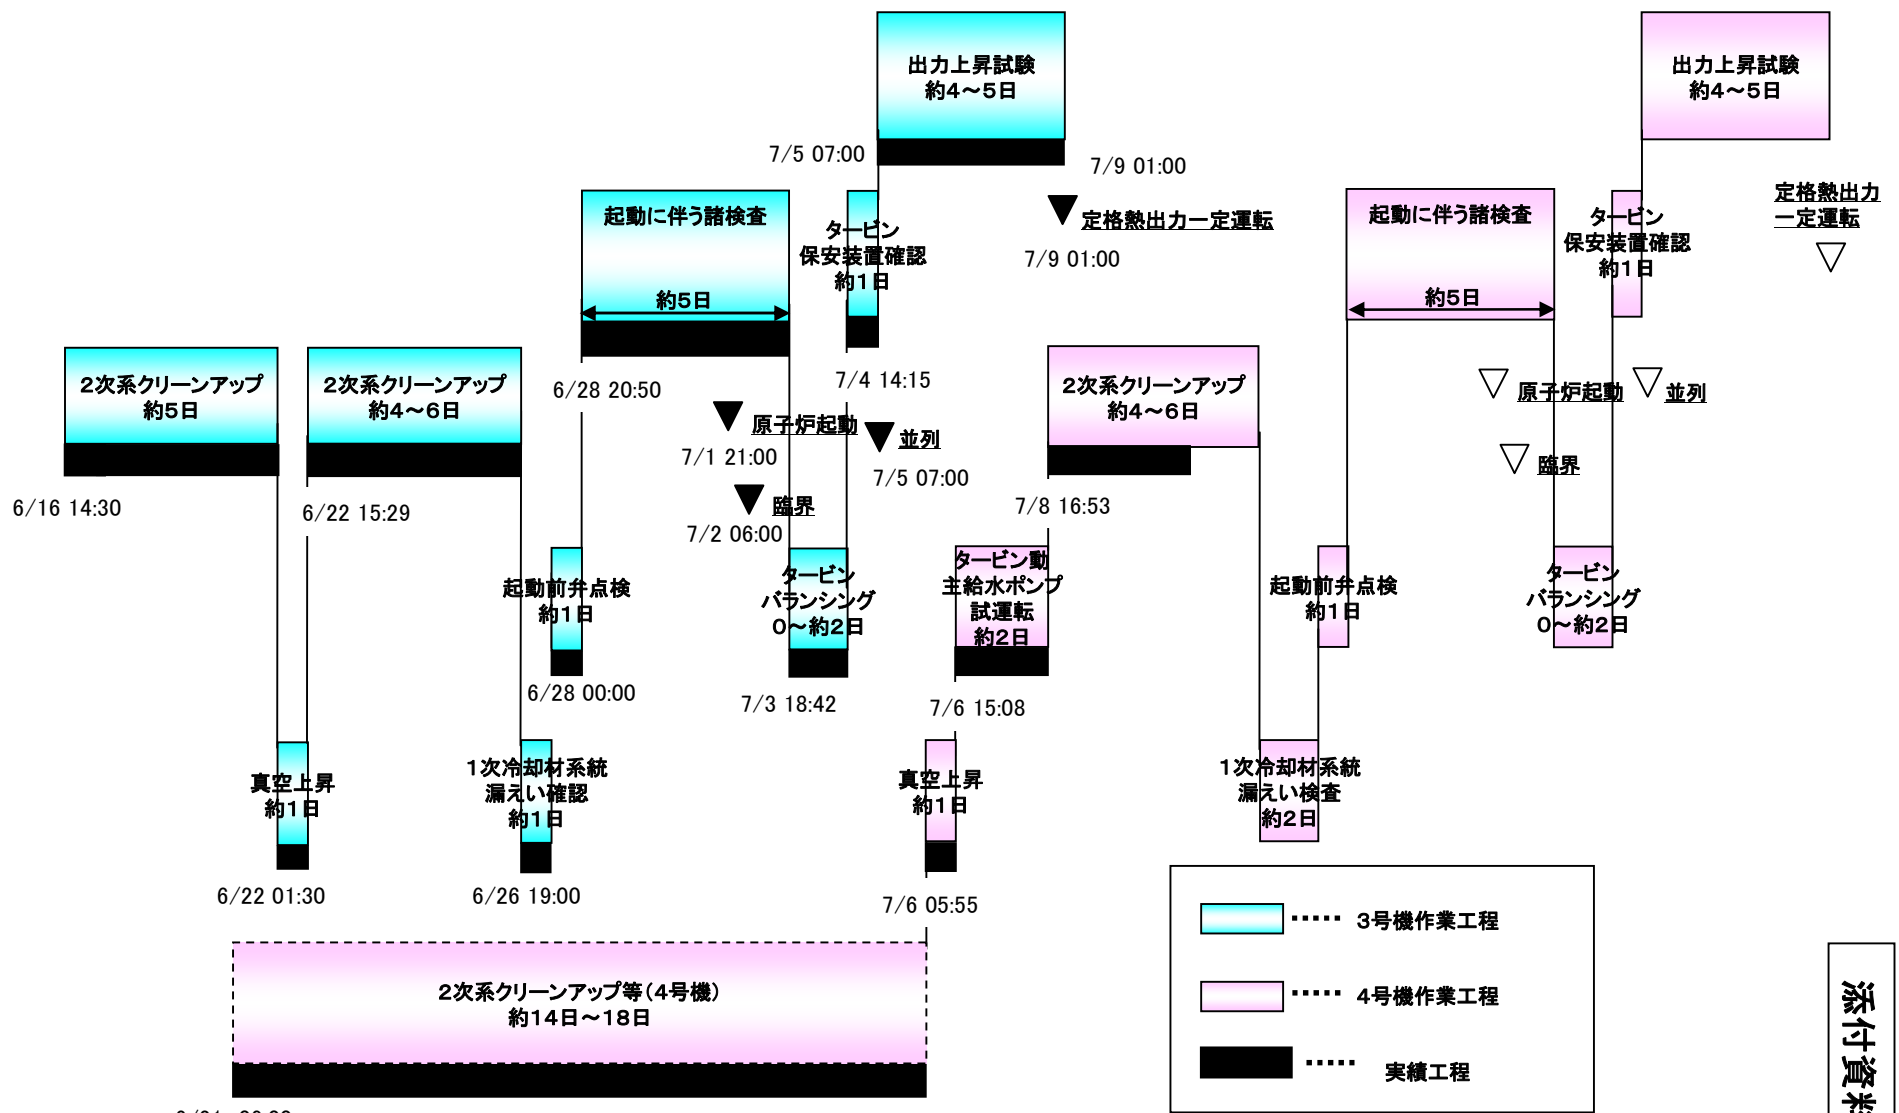 出力上昇試験
約4～5日
出力上昇試験
約4～5日
7/5 07:00
7/9 01:00
定格熱出力一定運転
7/9 01:00
定格熱出力
一定運転
起動に伴う諸検査
約5日
タービン
保安装置確認
約1日
起動に伴う諸検査
約5日
タービン
保安装置確認
約1日
2次系クリーンアップ
約5日
2次系クリーンアップ
約4～6日
6/28 20:50
7/4 14:15
原子炉起動
7/1 21:00
並列
7/5 07:00
臨界
7/2 06:00
2次系クリーンアップ
約4～6日
原子炉起動
並列
臨界
6/16 14:30
6/22 15:29
7/8 16:53
起動前弁点検
約1日
6/28 00:00
タービン
バランシング
0～約2日
7/3 18:42
タービン動
主給水ポンプ
試運転
約2日
7/6 15:08
起動前弁点検
約1日
タービン
バランシング
0～約2日
真空上昇
約1日
6/22 01:30
1次冷却材系統
漏えい確認
約1日
6/26 19:00
真空上昇
約1日
7/6 05:55
1次冷却材系統
漏えい検査
約2日
2次系クリーンアップ等(4号機)
約14日～18日
‥‥‥ 3号機作業工程
‥‥‥ 4号機作業工程
‥‥‥ 実績工程
添付資料